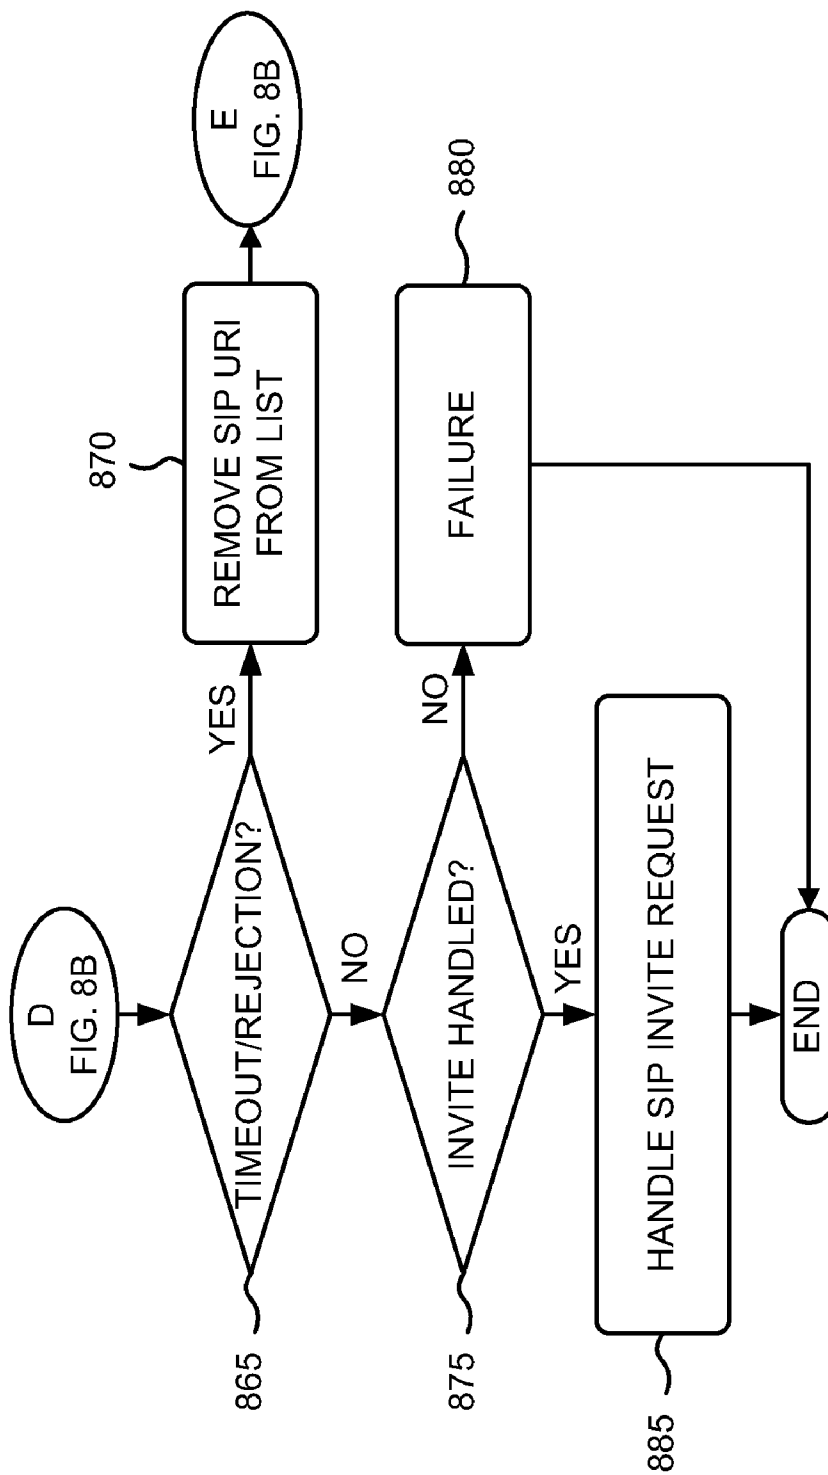 D
FIG. 8B
865
TIMEOUT/REJECTION?
YES
870
REMOVE SIP URI
FROM LIST
E
FIG. 8B
NO
875
INVITE HANDLED?
NO
880
FAILURE
YES
885
HANDLE SIP INVITE REQUEST
END